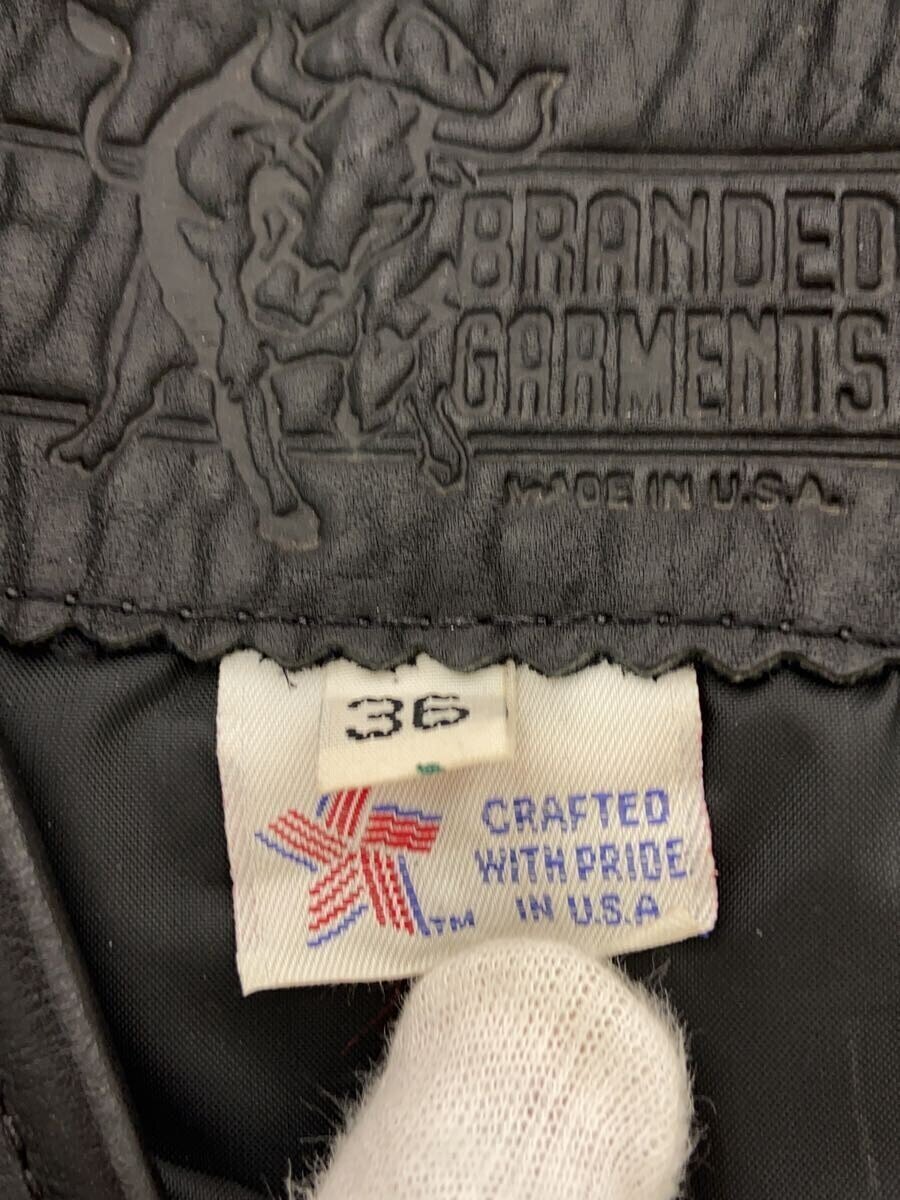 BRANDED
GARMENTS
MADE IN U.S.A.
36
CRAFTED
WITH PRIDE
IN U.S.A
TM